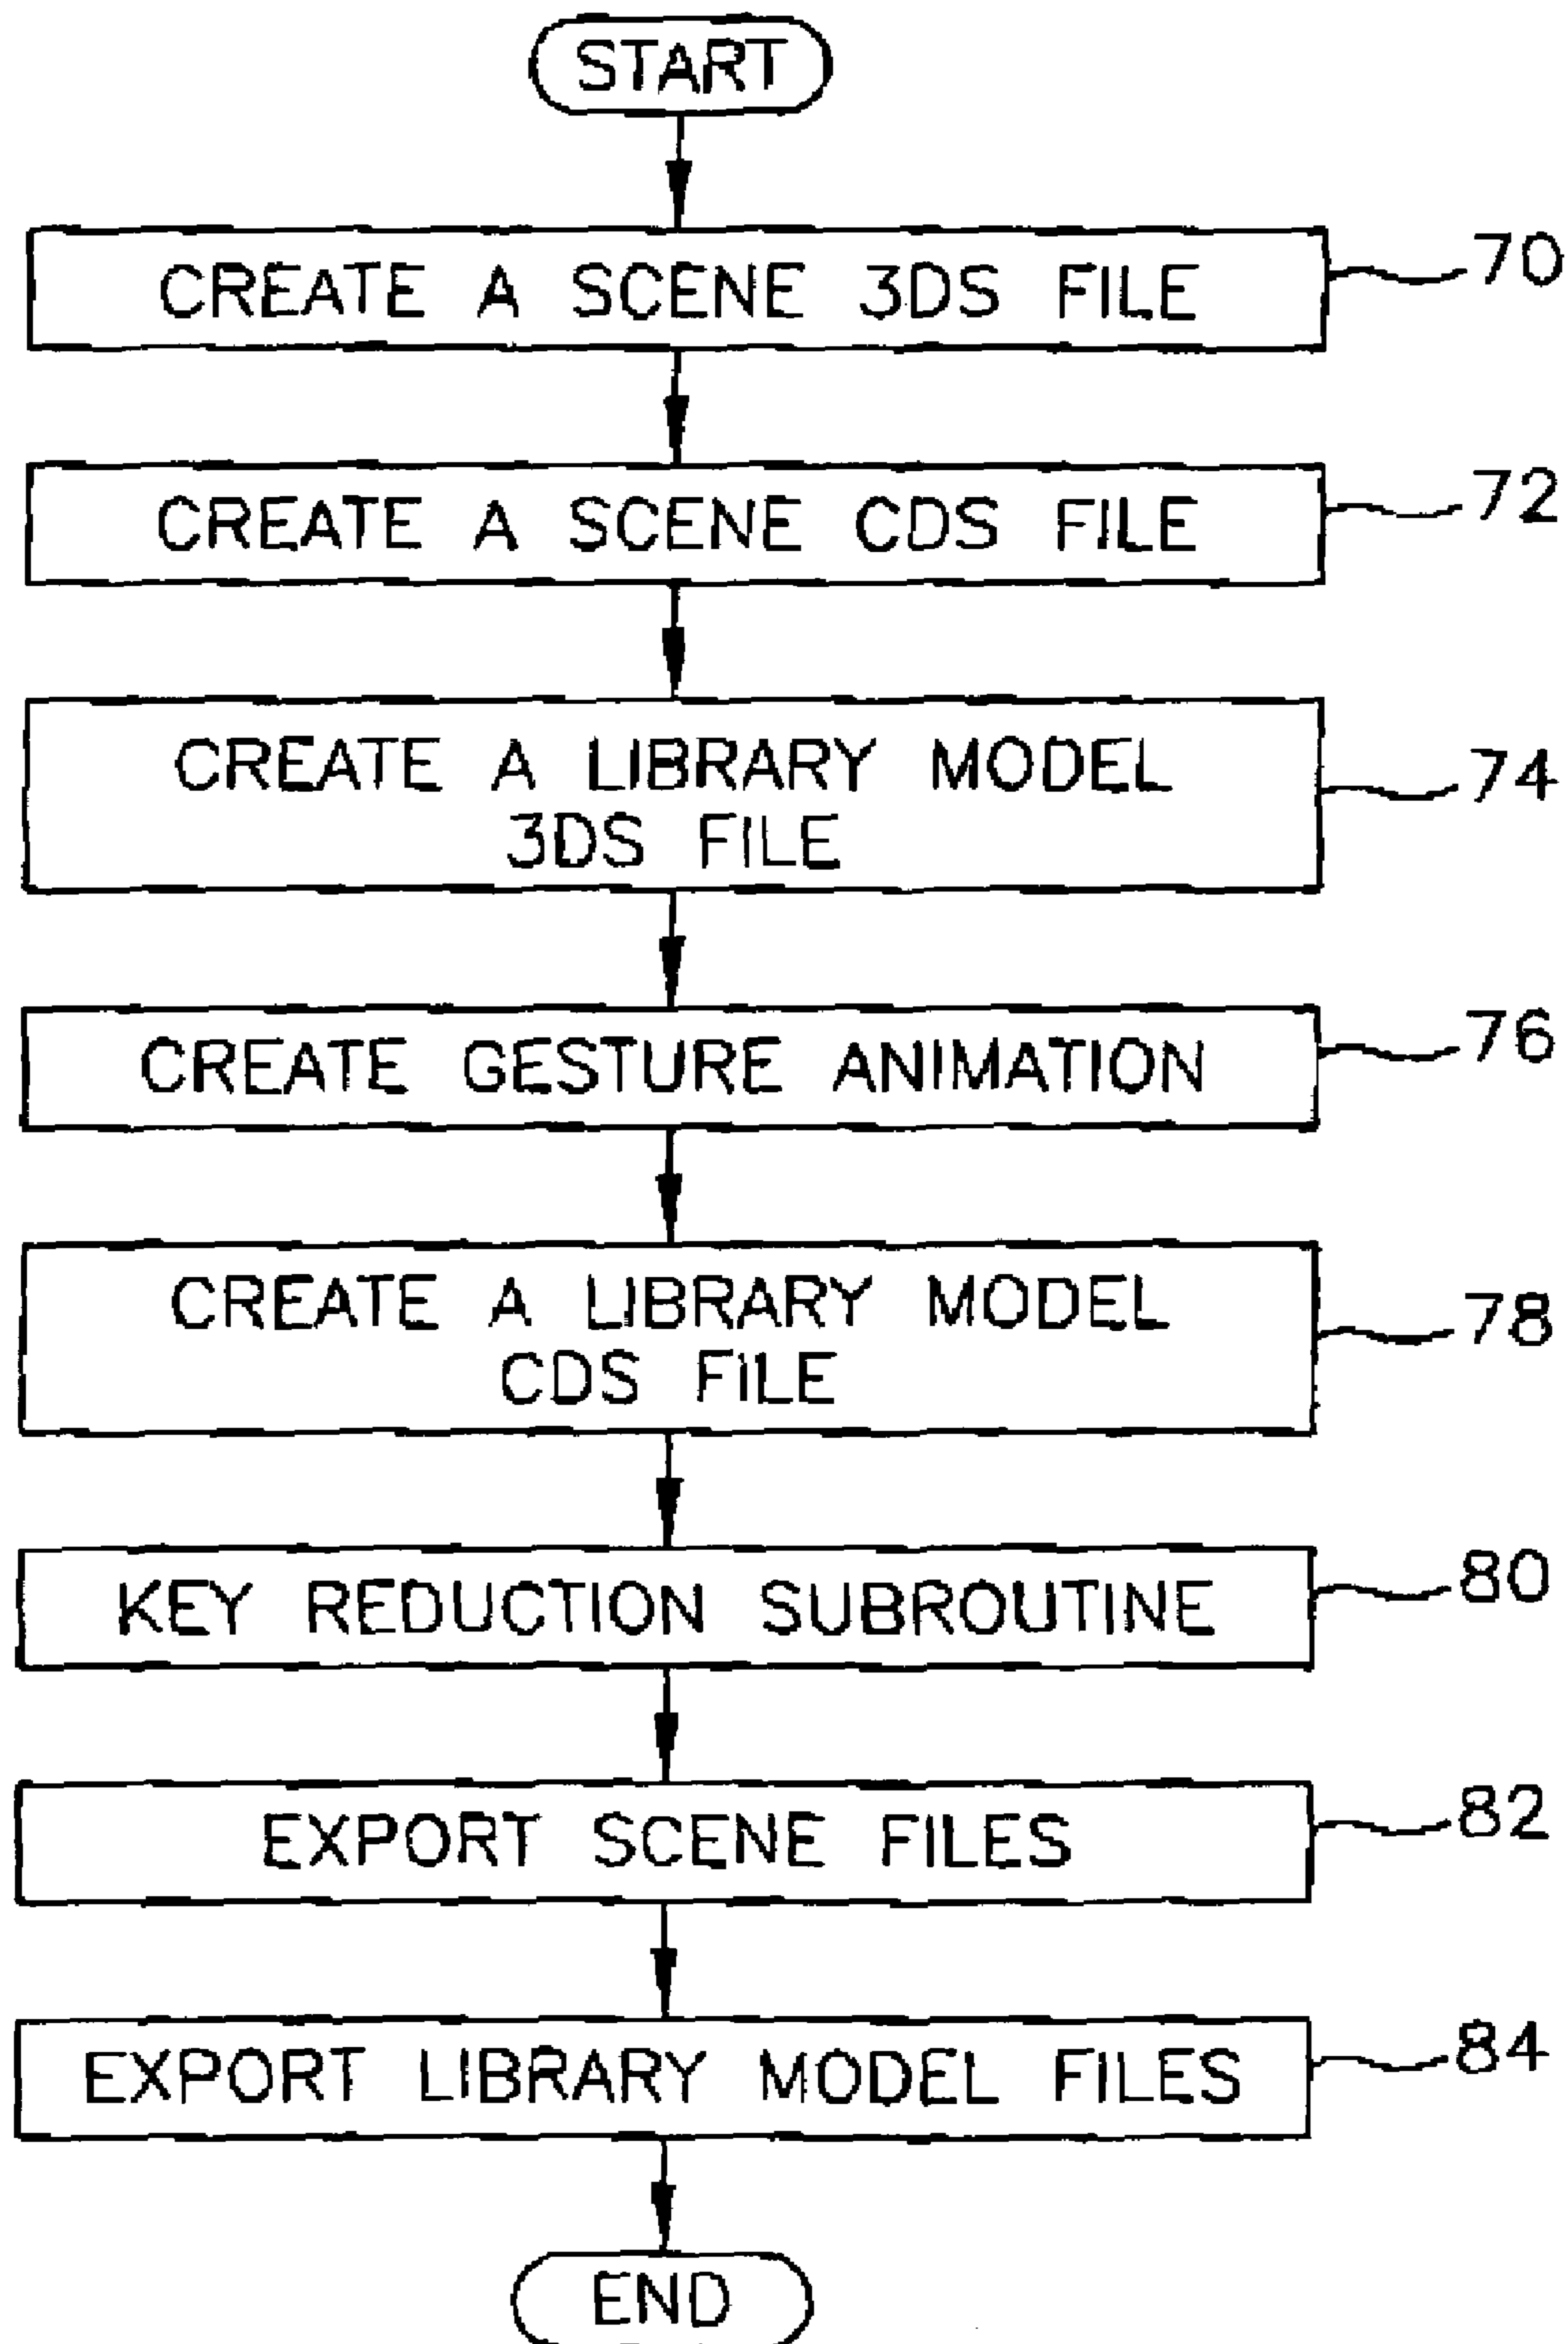 START
CREATE A SCENE 3DS FILE
70
CREATE A SCENE CDS FILE
72
CREATE A LIBRARY MODEL
3DS FILE
74
CREATE GESTURE ANIMATION
76
CREATE A LIBRARY MODEL
CDS FILE
78
KEY REDUCTION SUBROUTINE
80
EXPORT SCENE FILES
82
EXPORT LIBRARY MODEL FILES
84
END